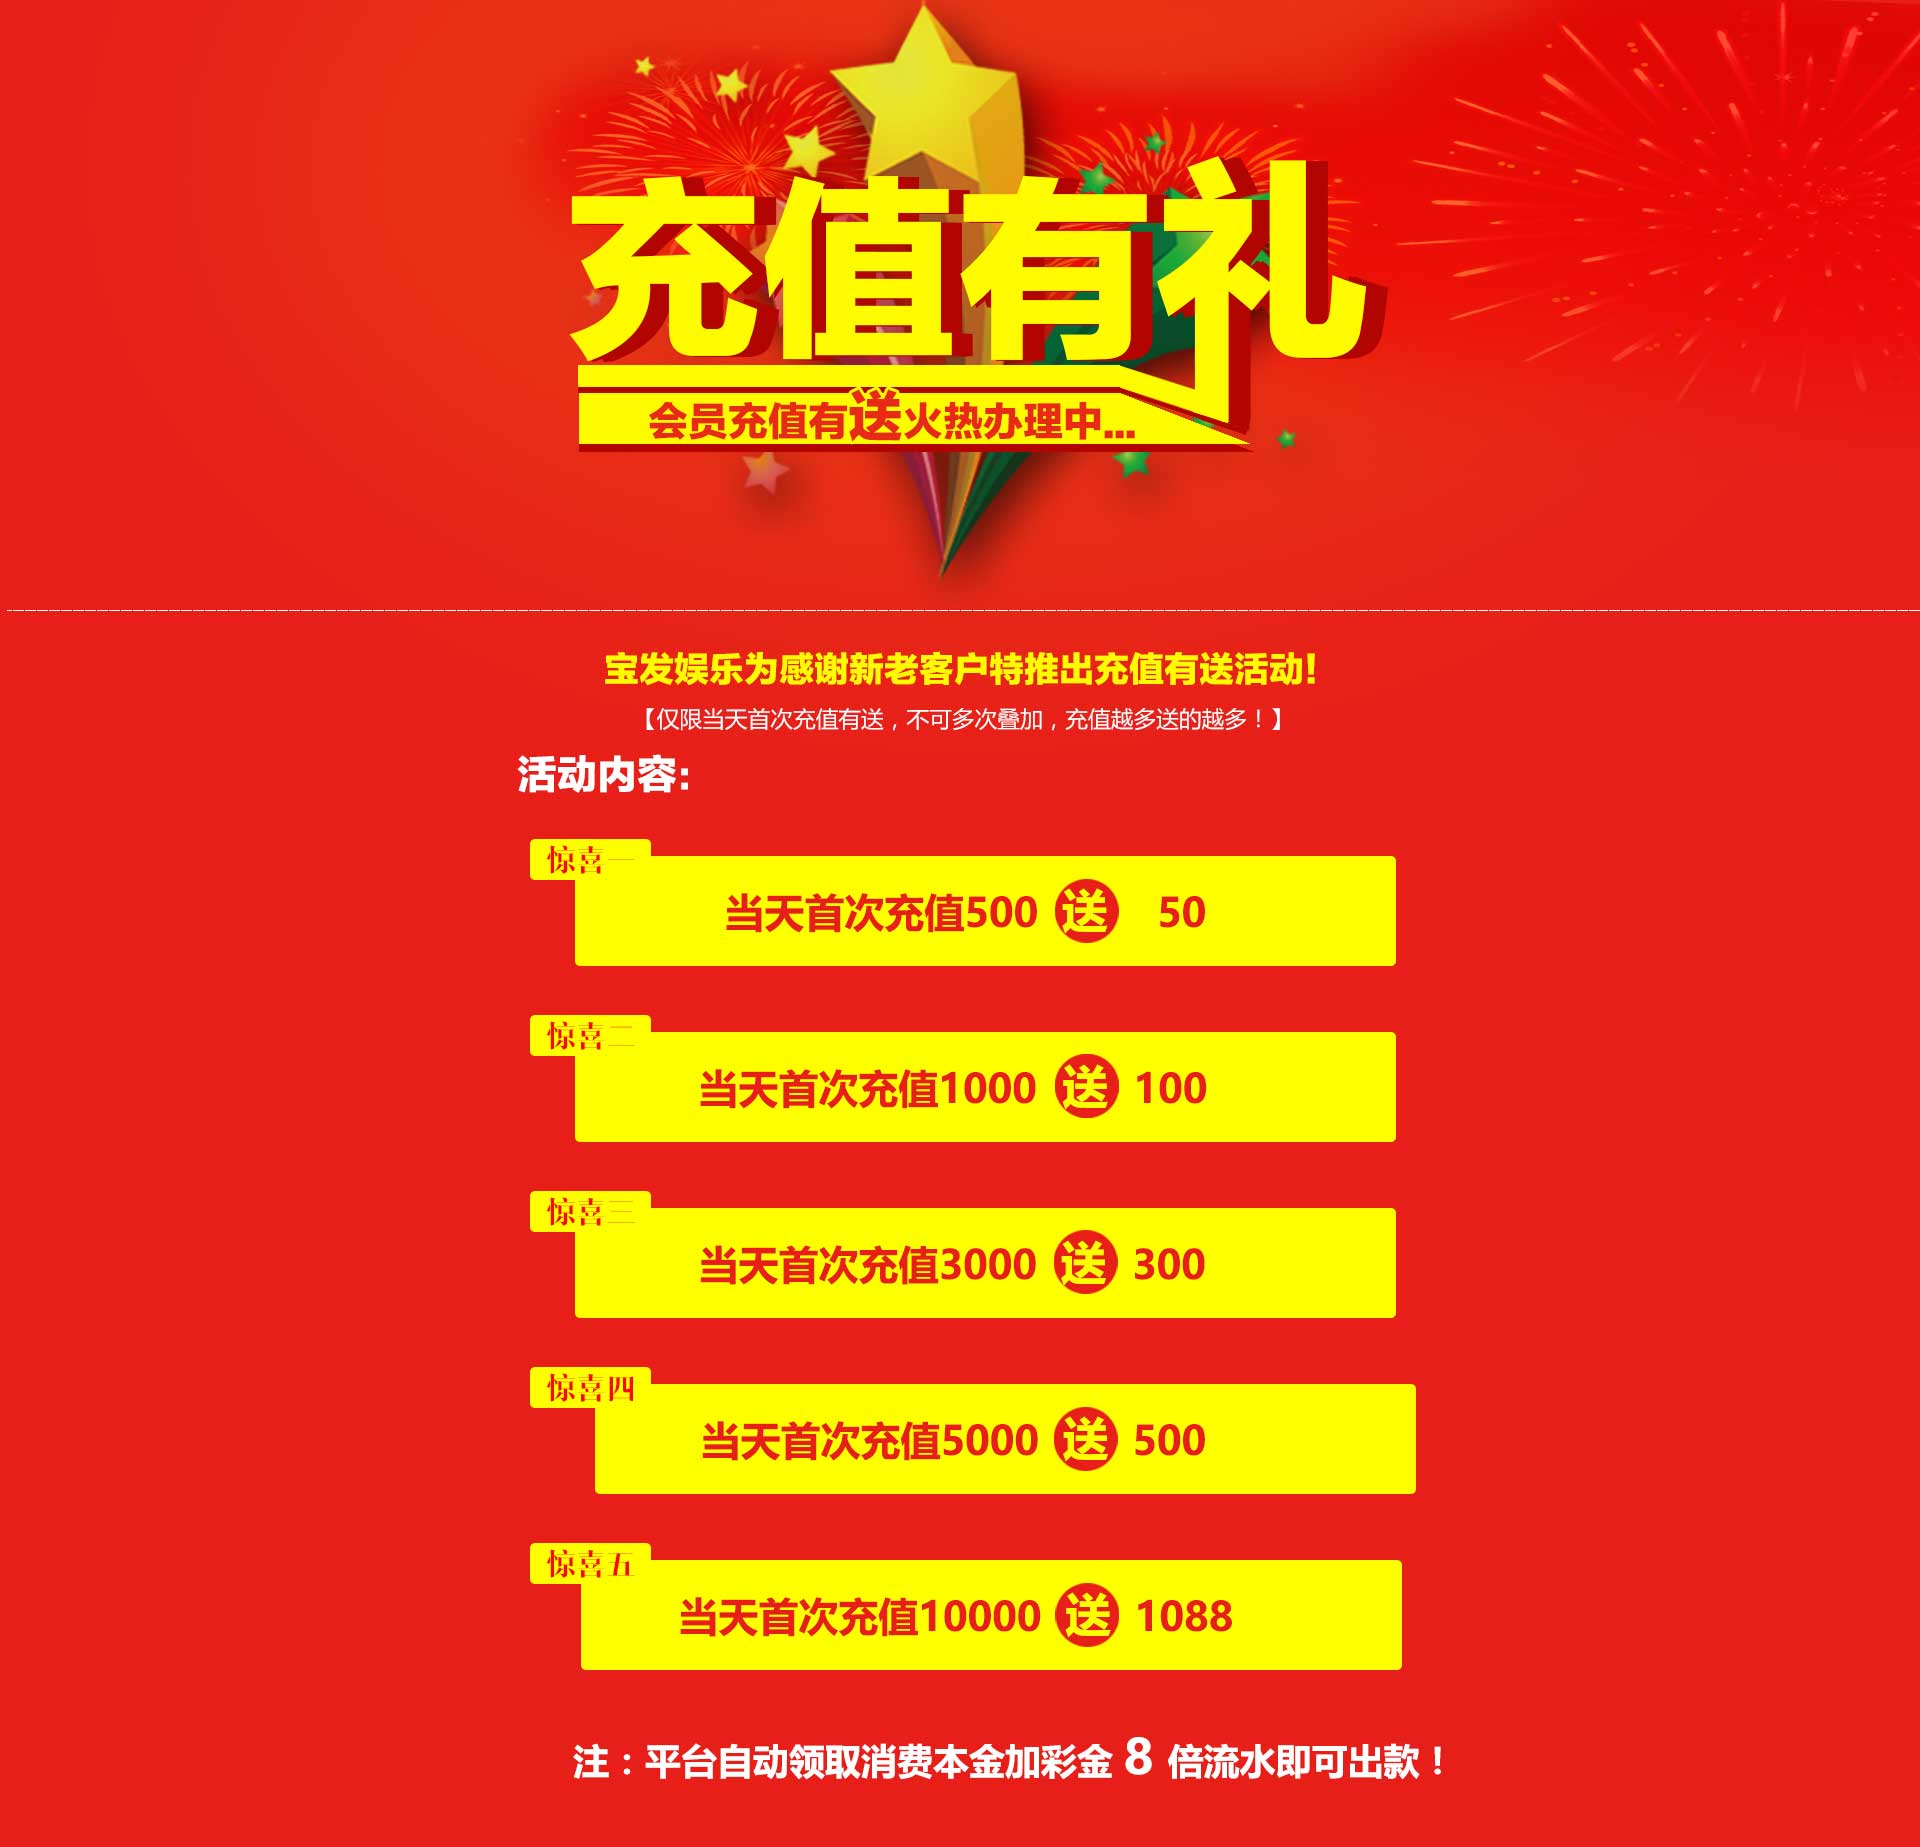 充值有礼
会员充值有送火热办理中...
宝发娱乐为感谢新老客户特推出充值有送活动!
【仅限当天首次充值有送，不可多次叠加，充值越多送的越多！】
活动内容:
惊喜一
当天首次充值500 送 50
惊喜二
当天首次充值1000 送 100
惊喜三
当天首次充值3000 送 300
惊喜四
当天首次充值5000 送 500
惊喜五
当天首次充值10000 送 1088
注：平台自动领取消费本金加彩金 8 倍流水即可出款！